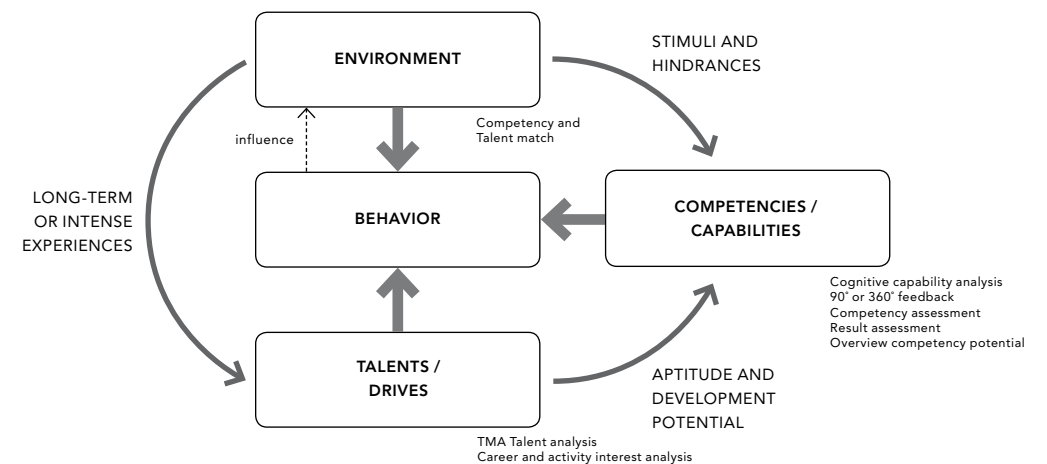 ENVIRONMENT
STIMULI AND
HINDRANCES
influence
Competency and
Talent match
LONG-TERM
OR INTENSE
EXPERIENCES
BEHAVIOR
COMPETENCIES /
CAPABILITIES
Cognitive capability analysis
90˚ or 360˚ feedback
Competency assessment
Result assessment
Overview competency potential
TALENTS /
DRIVES
APTITUDE AND
DEVELOPMENT
POTENTIAL
TMA Talent analysis
Career and activity interest analysis